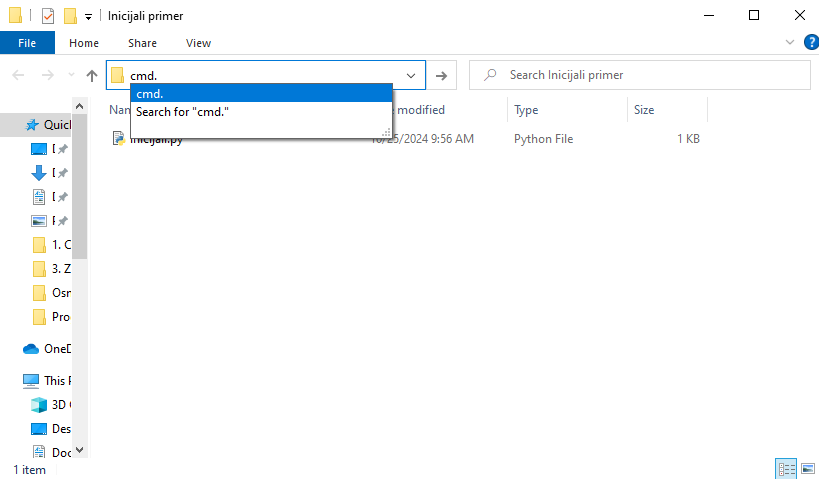 Inicijali primer
File Home Share View
cmd. Search Inicijali primer
cmd.
Search for "cmd."
modified Type Size
inicijali.py 10/25/2024 9:56 AM Python File 1 KB
Quick
1. C
3. Z
Osn
Pro
OneD
This P
3D
Des
Doc
1 item